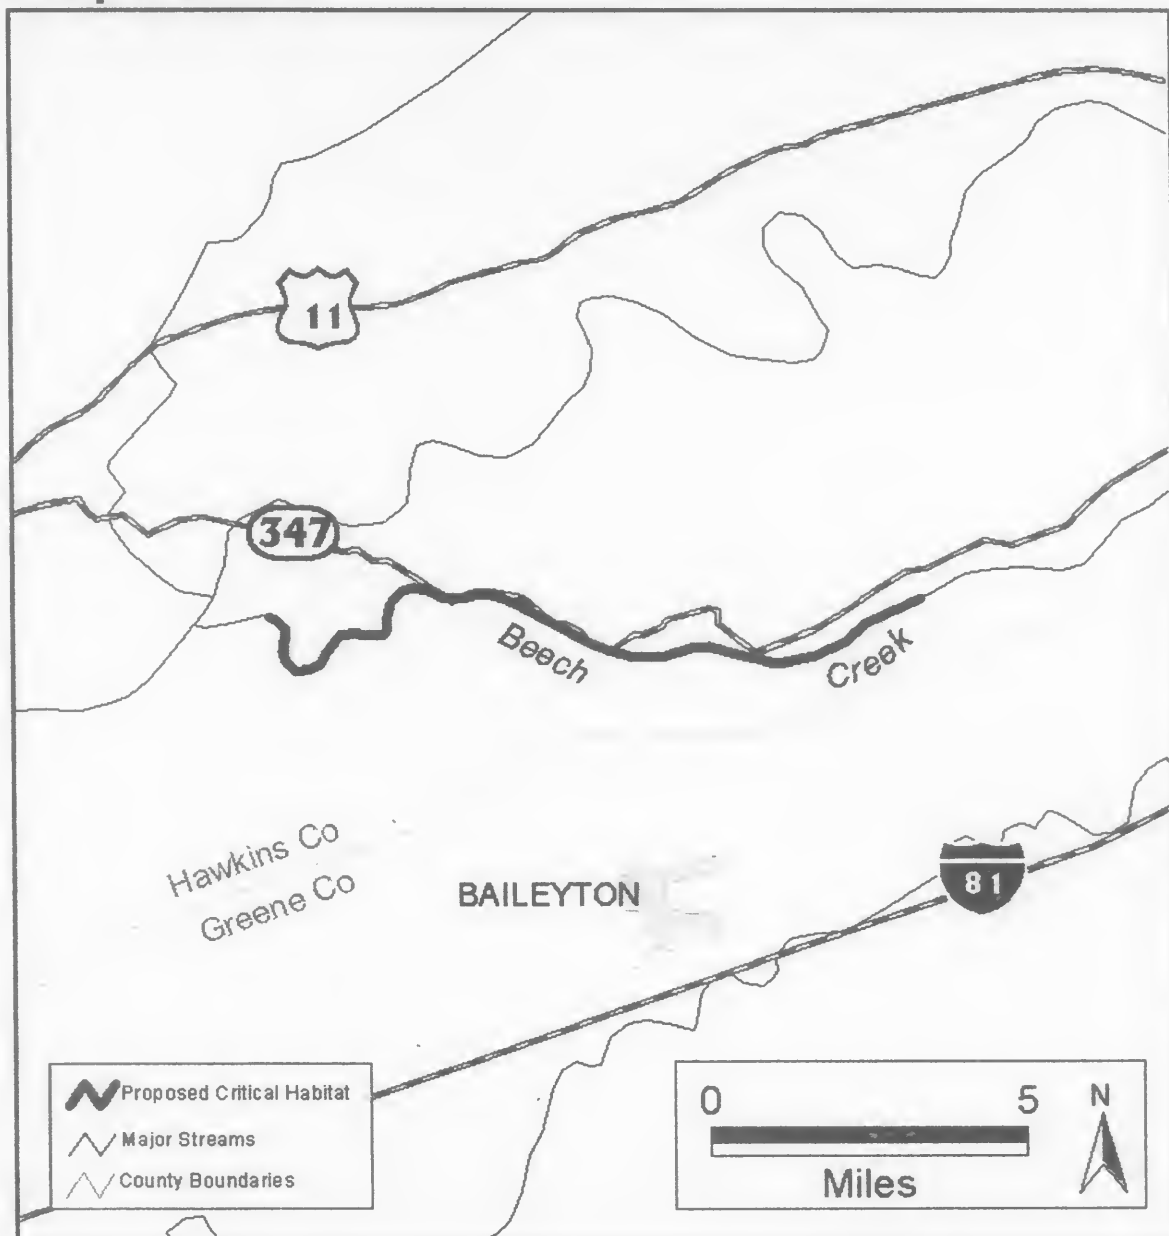 11
347
Beech
Creek
Hawkins Co
Greene Co
BAILEYTON
81
Proposed Critical Habitat
Major Streams
County Boundaries
0 5
Miles
N